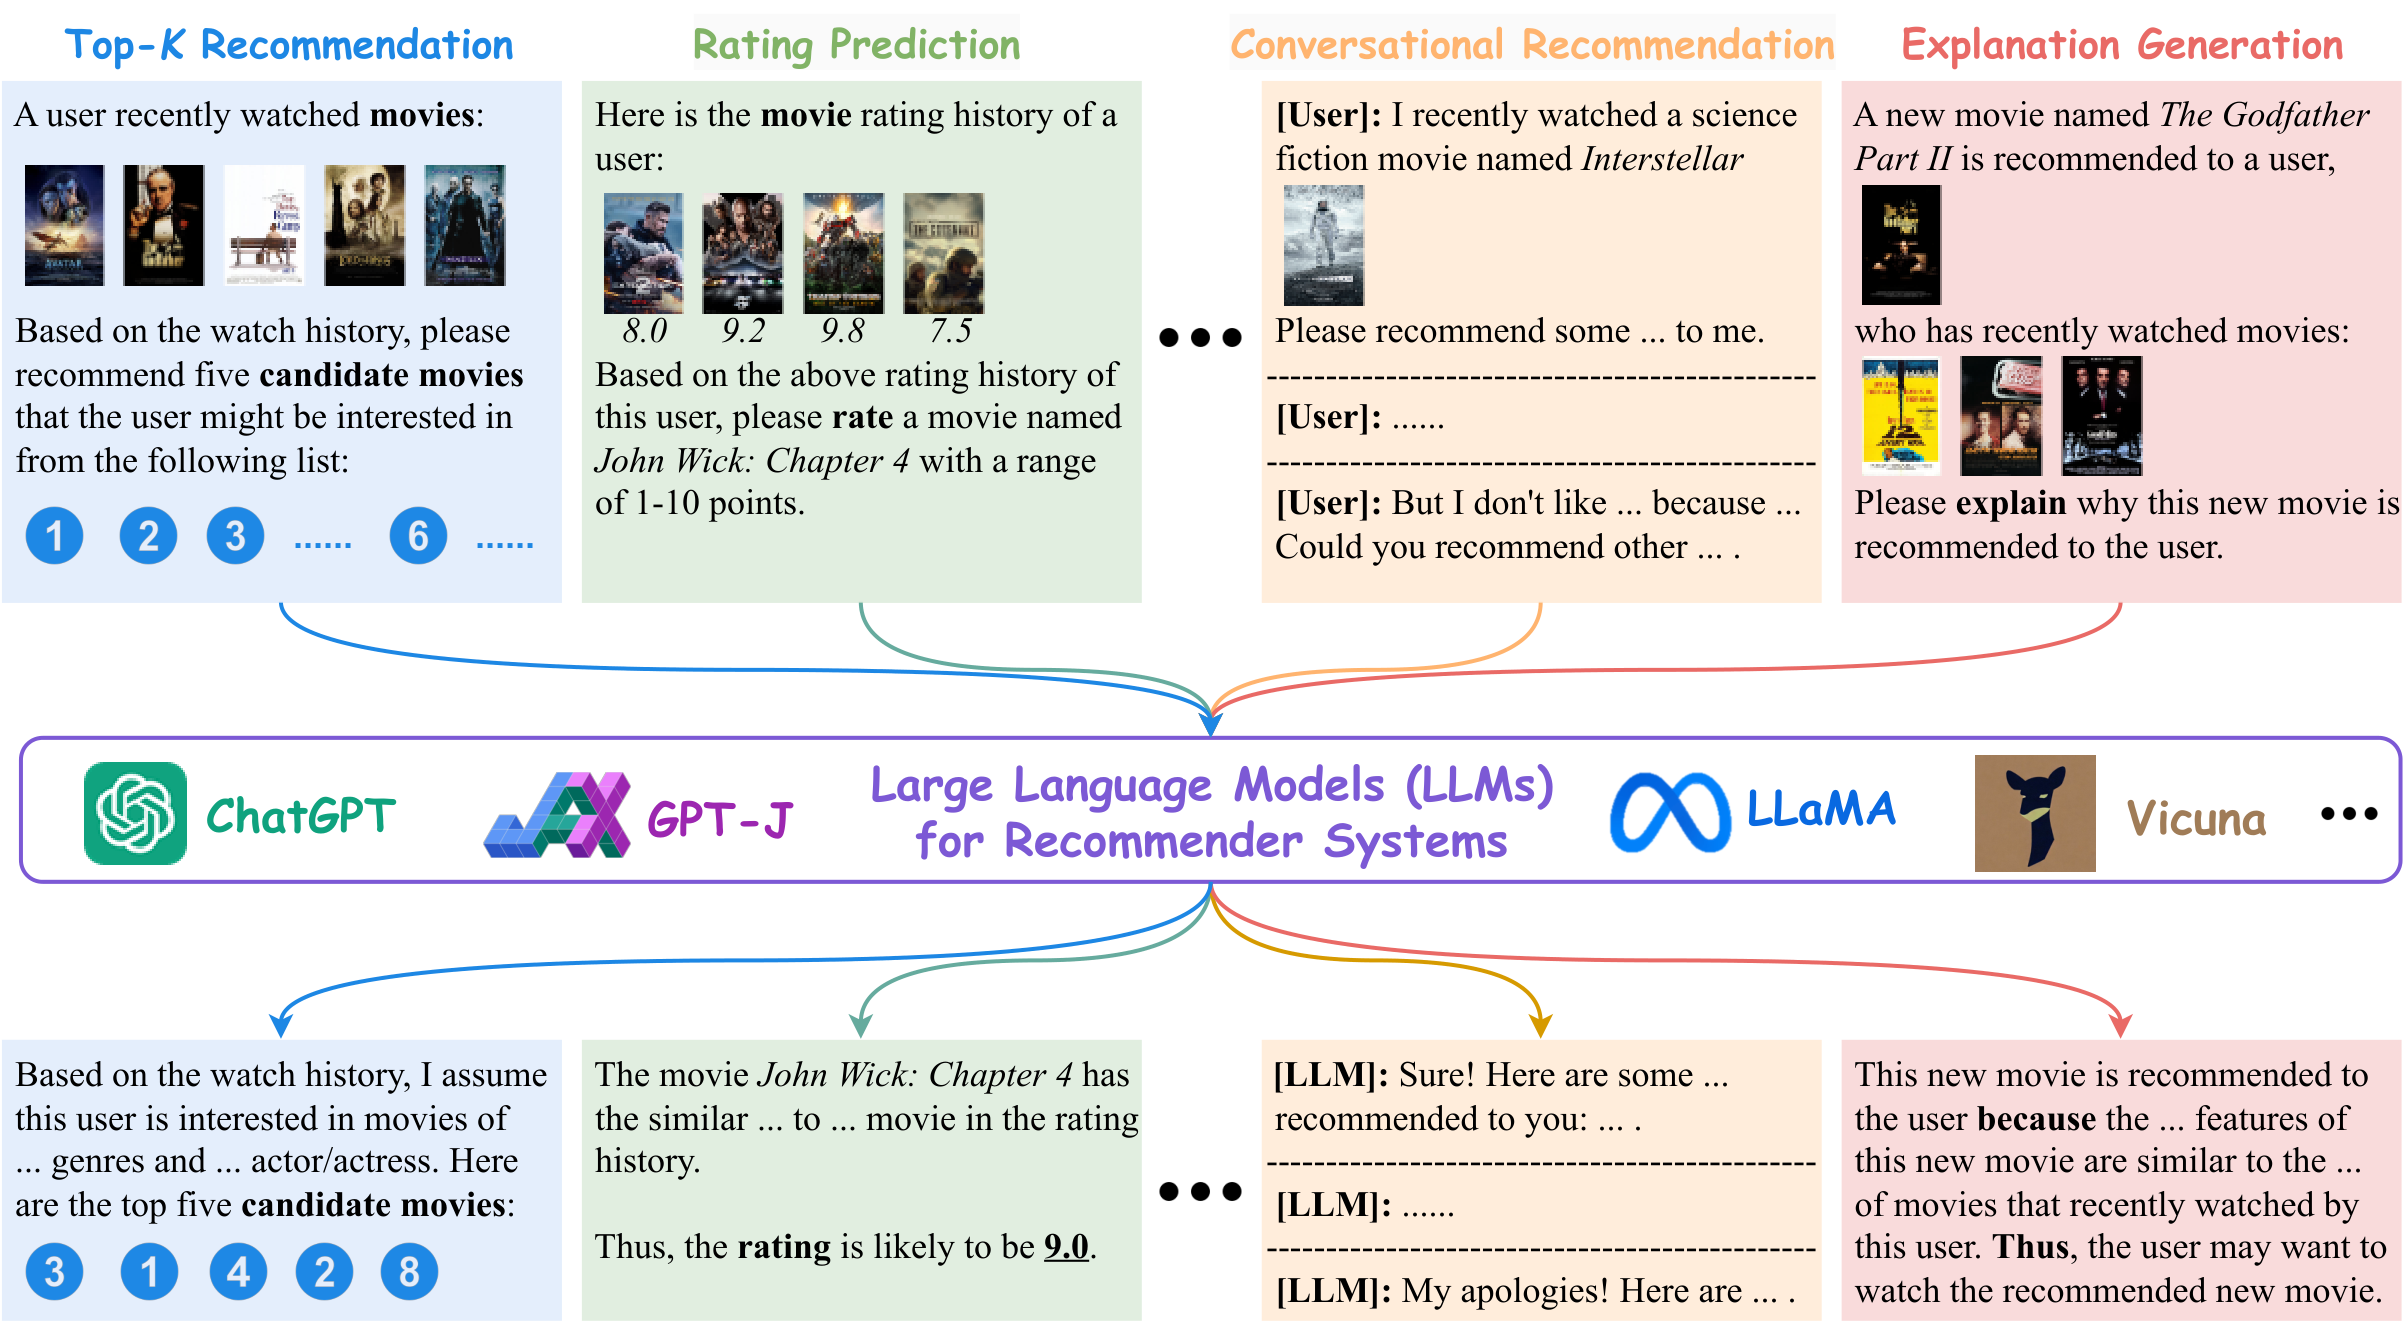 Top-K Recommendation
A user recently watched movies:
Based on the watch history, please
recommend five candidate movies
that the user might be interested in
from the following list:
1 2 3 ...... 6 ......
Rating Prediction
Here is the movie rating history of a
user:
THE COVENANT
8.0 9.2 9.8 7.5
Based on the above rating history of
this user, please rate a movie named
John Wick: Chapter 4 with a range
of 1-10 points.
•••
Conversational Recommendation
[User]: I recently watched a science
fiction movie named Interstellar
Please recommend some ... to me.
[User]: ......
[User]: But I don't like ... because ...
Could you recommend other ... .
Explanation Generation
A new movie named The Godfather
Part II is recommended to a user,
who has recently watched movies:
Please explain why this new movie is
recommended to the user.
ChatGPT
GPT-J
Large Language Models (LLMs)
for Recommender Systems
LLaMA
Vicuna
•••
Based on the watch history, I assume
this user is interested in movies of
... genres and ... actor/actress. Here
are the top five candidate movies:
3 1 4 2 8
The movie John Wick: Chapter 4 has
the similar ... to ... movie in the rating
history.
Thus, the rating is likely to be 9.0.
•••
[LLM]: Sure! Here are some ...
recommended to you: ... .
[LLM]: ......
[LLM]: My apologies! Here are ... .
This new movie is recommended to
the user because the ... features of
this new movie are similar to the ...
of movies that recently watched by
this user. Thus, the user may want to
watch the recommended new movie.